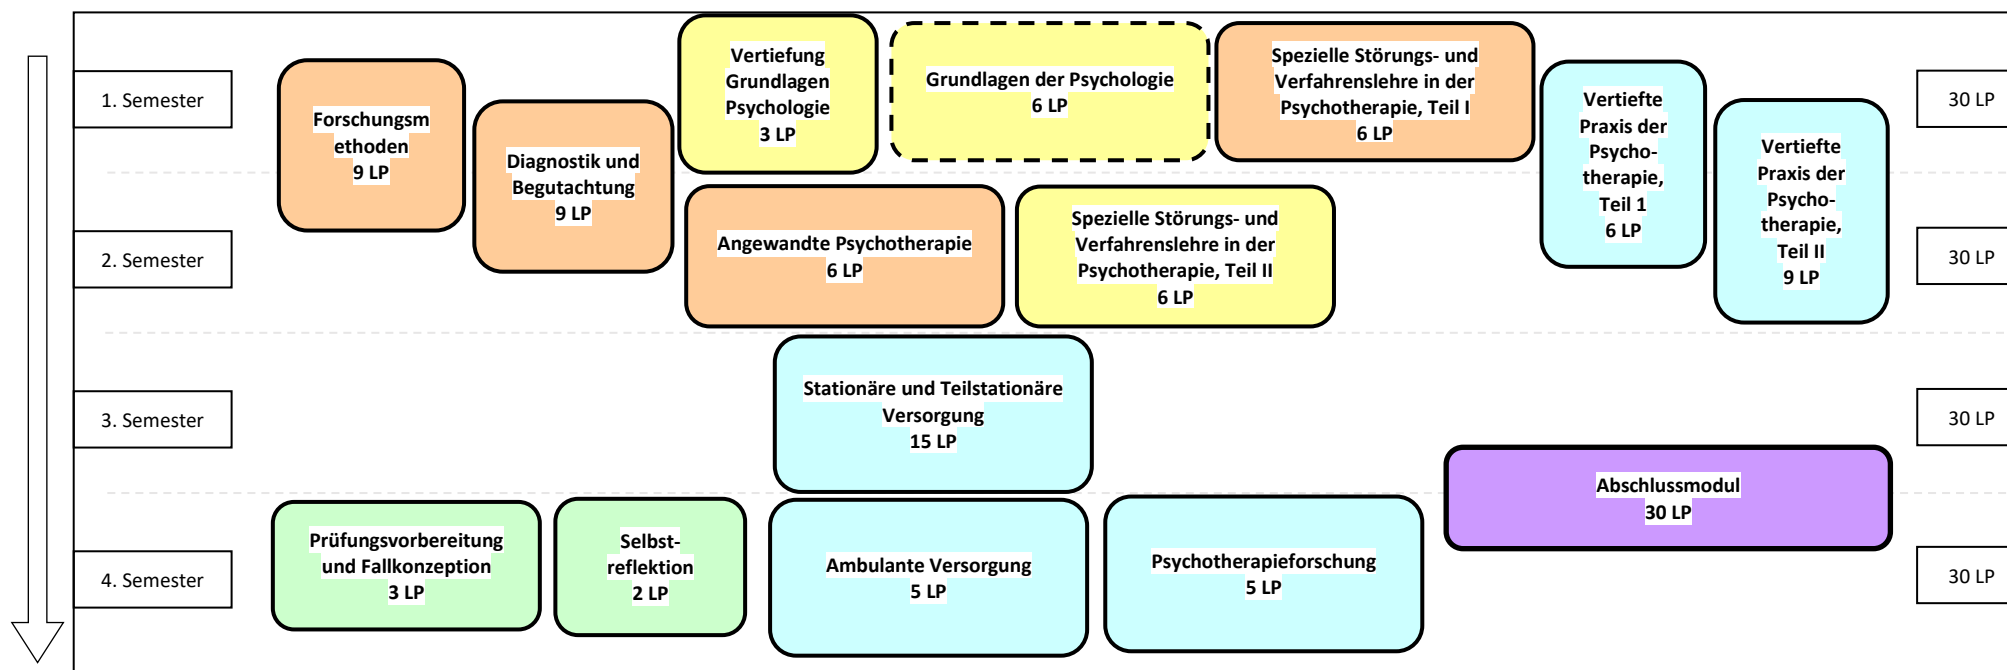 1. Semester
Forschungsm
ethoden
9 LP
Diagnostik und
Begutachtung
9 LP
Vertiefung
Grundlagen
Psychologie
3 LP
Grundlagen der Psychologie
6 LP
Spezielle Störungs- und
Verfahrenslehre in der
Psychotherapie, Teil I
6 LP
Vertiefte
Praxis der
Psycho-
therapie,
Teil 1
6 LP
Vertiefte
Praxis der
Psycho-
therapie,
Teil II
9 LP
30 LP
2. Semester
Angewandte Psychotherapie
6 LP
Spezielle Störungs- und
Verfahrenslehre in der
Psychotherapie, Teil II
6 LP
30 LP
3. Semester
Stationäre und Teilstationäre
Versorgung
15 LP
30 LP
Abschlussmodul
30 LP
4. Semester
Prüfungsvorbereitung
und Fallkonzeption
3 LP
Selbst-
reflektion
2 LP
Ambulante Versorgung
5 LP
Psychotherapieforschung
5 LP
30 LP